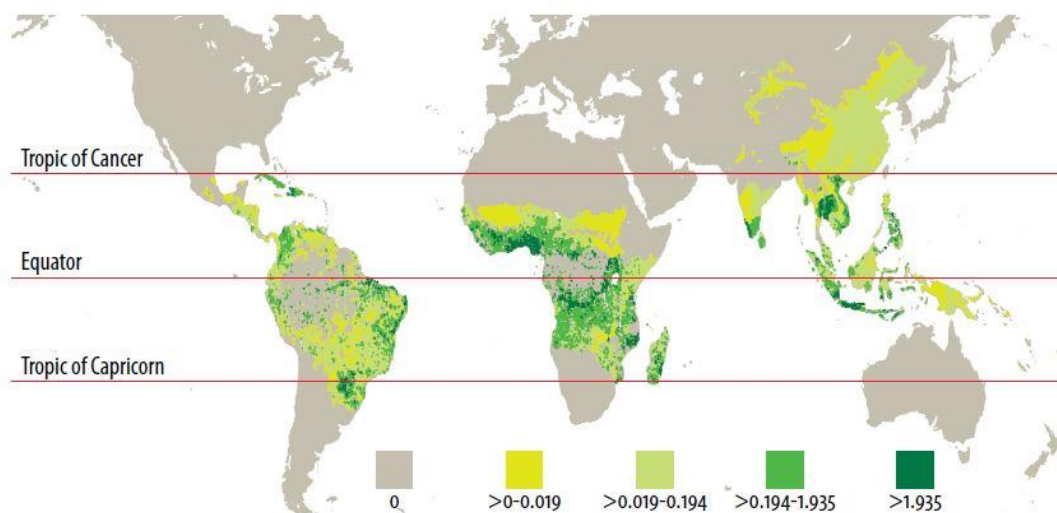 Tropic of Cancer
Equator
Tropic of Capricorn
0
>0-0.019
>0.019-0.194
>0.194-1.935
>1.935